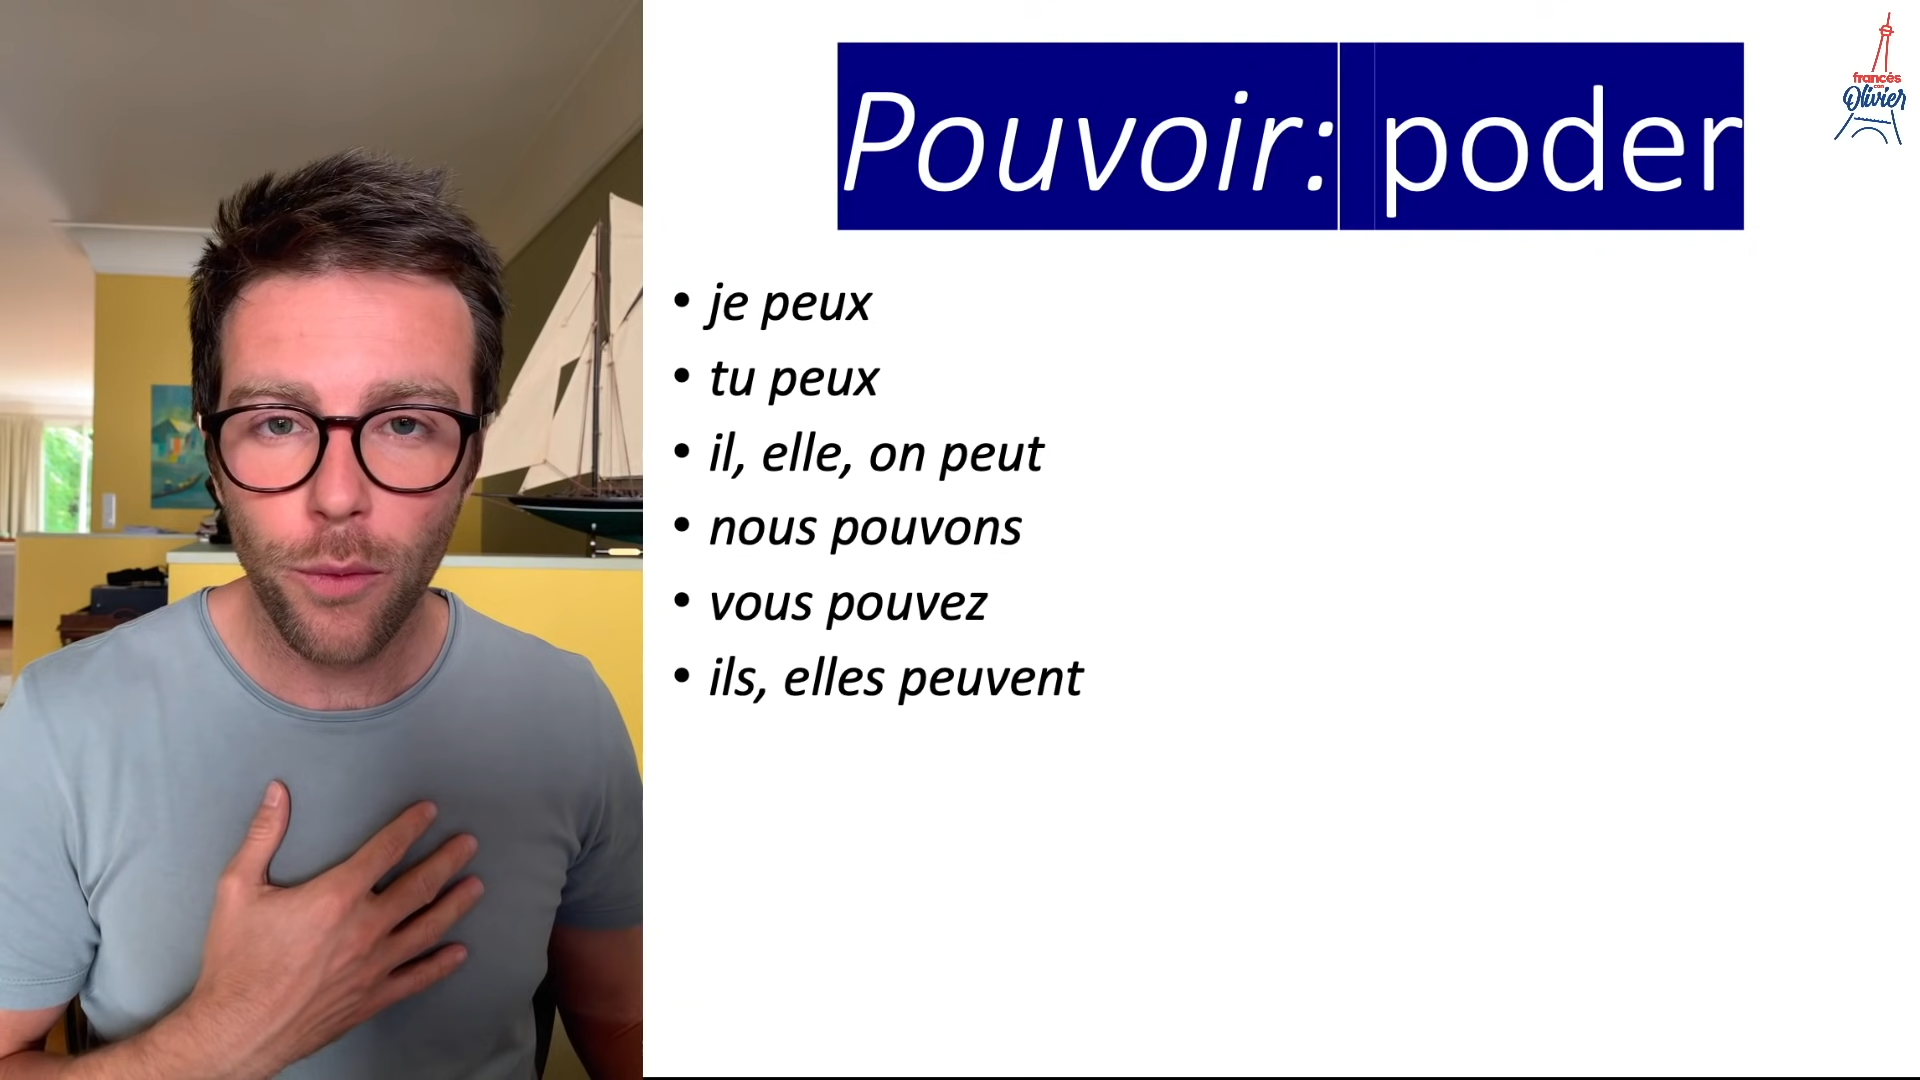 Pouvoir: poder
francés
con
Olivier
• je peux
• tu peux
• il, elle, on peut
• nous pouvons
• vous pouvez
• ils, elles peuvent